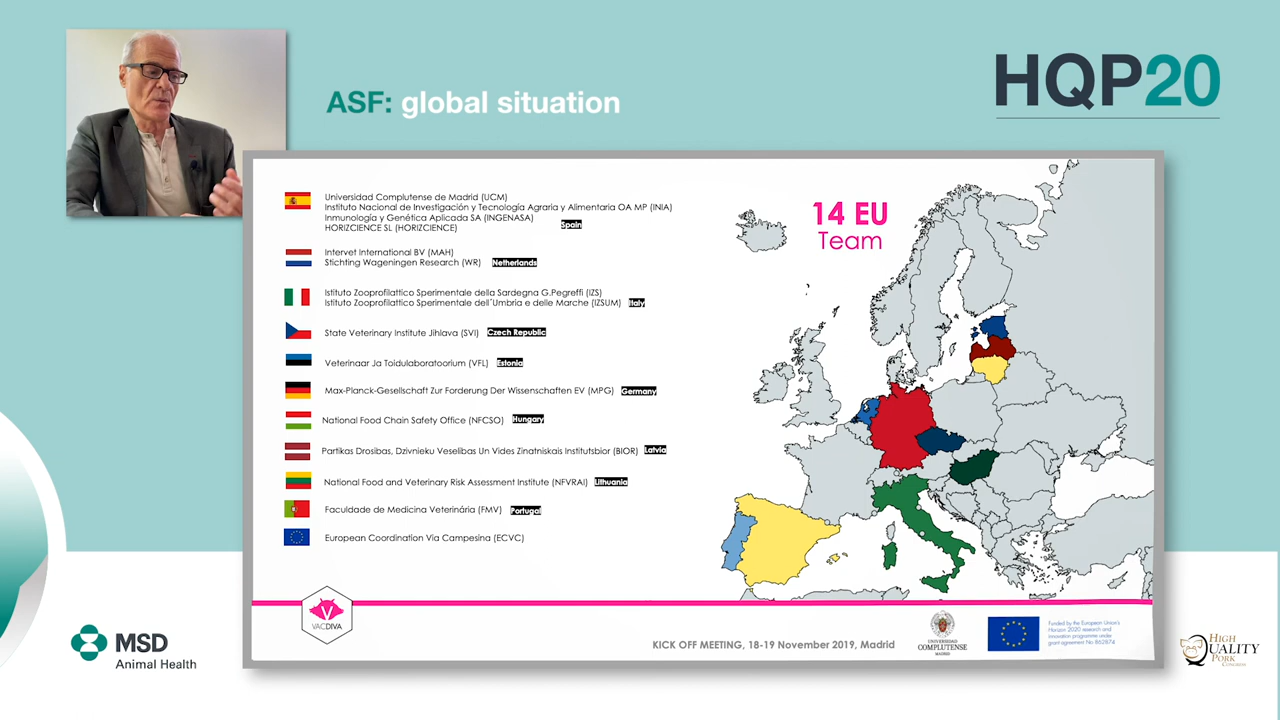 ASF: global situation
HQP20
Universidad Complutense de Madrid (UCM)
Instituto Nacional de Investigación y Tecnología Agraria y Alimentaria OA MP (INIA)
Inmunología y Genética Aplicada SA (INGENASA)
HORIZCIENCE SL (HORIZCIENCE)
Spain
14 EU
Team
Intervet International BV (MAH)
Stichting Wageningen Research (WR) Netherlands
Istituto Zooprofilattico Sperimentale della Sardegna G.Pegreffi (IZS)
Istituto Zooprofilattico Sperimentale dell´Umbria e delle Marche (IZSUM) Italy
State Veterinary Institute Jihlava (SVI) Czech Republic
Veterinaar Ja Toidulaboratoorium (VFL) Estonia
Max-Planck-Gesellschaft Zur Forderung Der Wissenschaften EV (MPG) Germany
National Food Chain Safety Office (NFCSO) Hungary
Partikas Drosibas, Dzivnieku Veselibas Un Vides Zinatniskais Institutsbior (BIOR) Latvia
National Food and Veterinary Risk Assessment Institute (NFVRAI) Lithuania
Faculdade de Medicina Veterinária (FMV) Portugal
European Coordination Via Campesina (ECVC)
V
VACDIVA
KICK OFF MEETING, 18-19 November 2019, Madrid
UNIVERSIDAD
COMPLUTENSE
MADRID
Funded by the European Union's
Horizon 2020 research and
innovation programme under
grant agreement No 862874
MSD
Animal Health
HIGH
QUALITY
PORK
CONGRESS